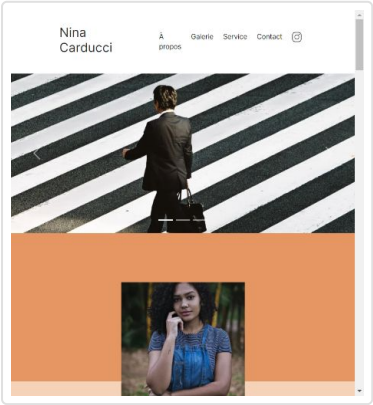 Nina
Carducci
À
propos
Galerie
Service
Contact